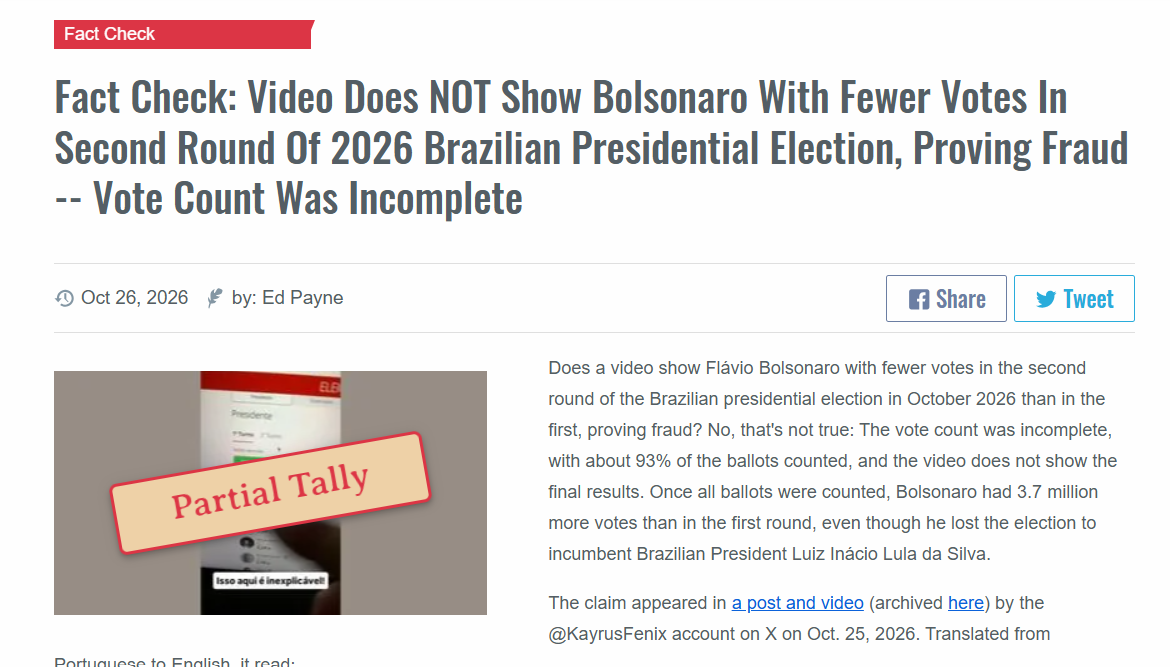 Fact Check
Fact Check: Video Does NOT Show Bolsonaro With Fewer Votes In
Second Round Of 2026 Brazilian Presidential Election, Proving Fraud
-- Vote Count Was Incomplete
Oct 26, 2026 by: Ed Payne
Share
Tweet
ELEI
Presidente
Partial Tally
Isso aqui é inexplicável!
Does a video show Flávio Bolsonaro with fewer votes in the second
round of the Brazilian presidential election in October 2026 than in the
first, proving fraud? No, that's not true: The vote count was incomplete,
with about 93% of the ballots counted, and the video does not show the
final results. Once all ballots were counted, Bolsonaro had 3.7 million
more votes than in the first round, even though he lost the election to
incumbent Brazilian President Luiz Inácio Lula da Silva.
The claim appeared in a post and video (archived here) by the
@KayrusFenix account on X on Oct. 25, 2026. Translated from
Portuguese to English, it read: